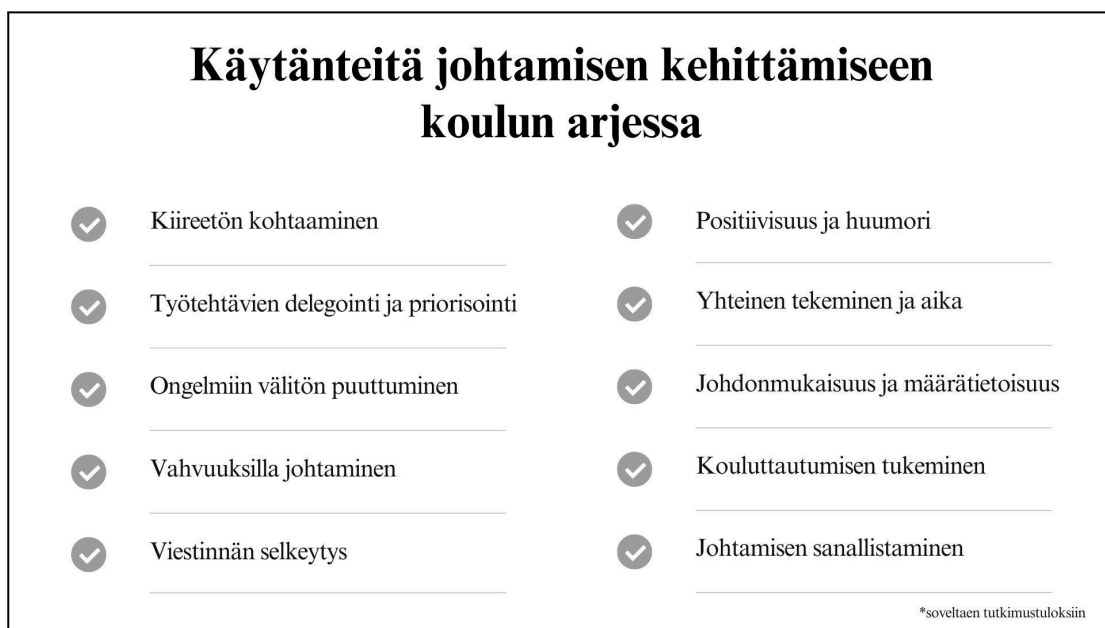 Käytänteitä johtamisen kehittämiseen
koulun arjessa
Kiireetön kohtaaminen
Työtehtävien delegointi ja priorisointi
Ongelmiin välitön puuttuminen
Vahvuuksilla johtaminen
Viestinnän selkeytys
Positiivisuus ja huumori
Yhteinen tekeminen ja aika
Johdonmukaisuus ja määrätietoisuus
Kouluttautumisen tukeminen
Johtamisen sanallistaminen
*soveltaen tutkimustuloksiin